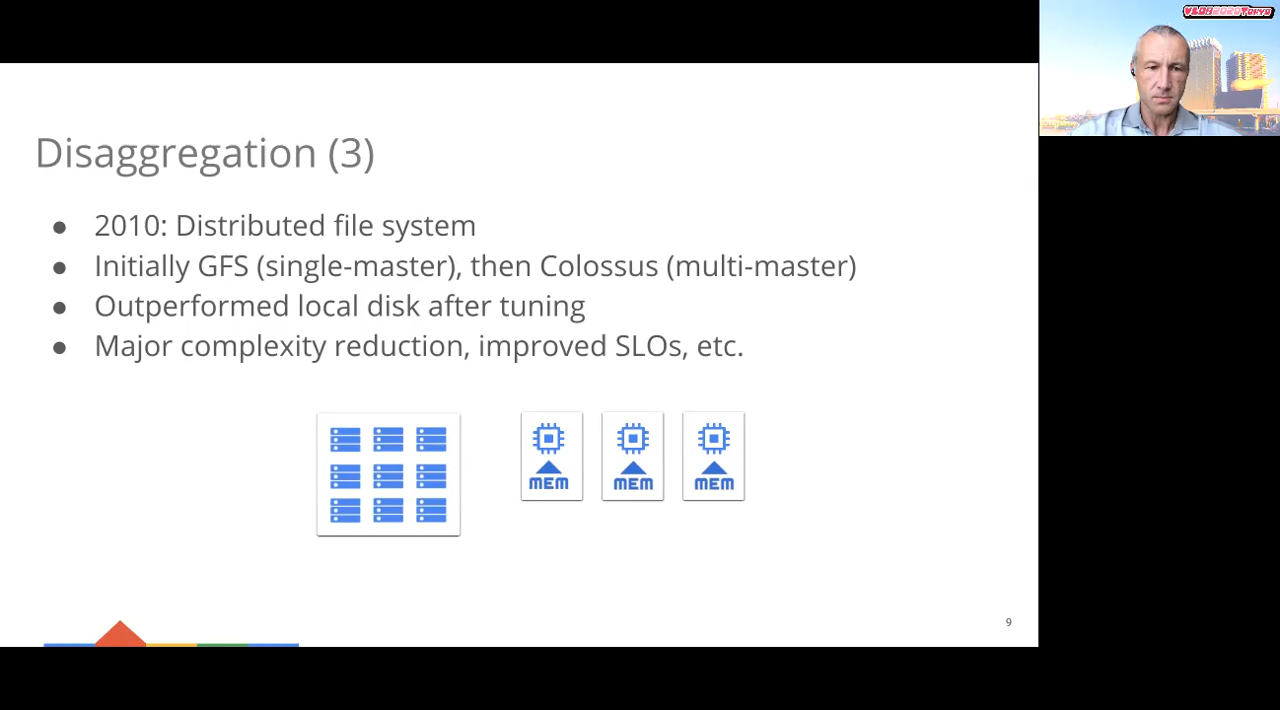 VLDB2020Tokyo
Disaggregation (3)
● 2010: Distributed file system
● Initially GFS (single-master), then Colossus (multi-master)
● Outperformed local disk after tuning
● Major complexity reduction, improved SLOs, etc.
MEM MEM MEM
9